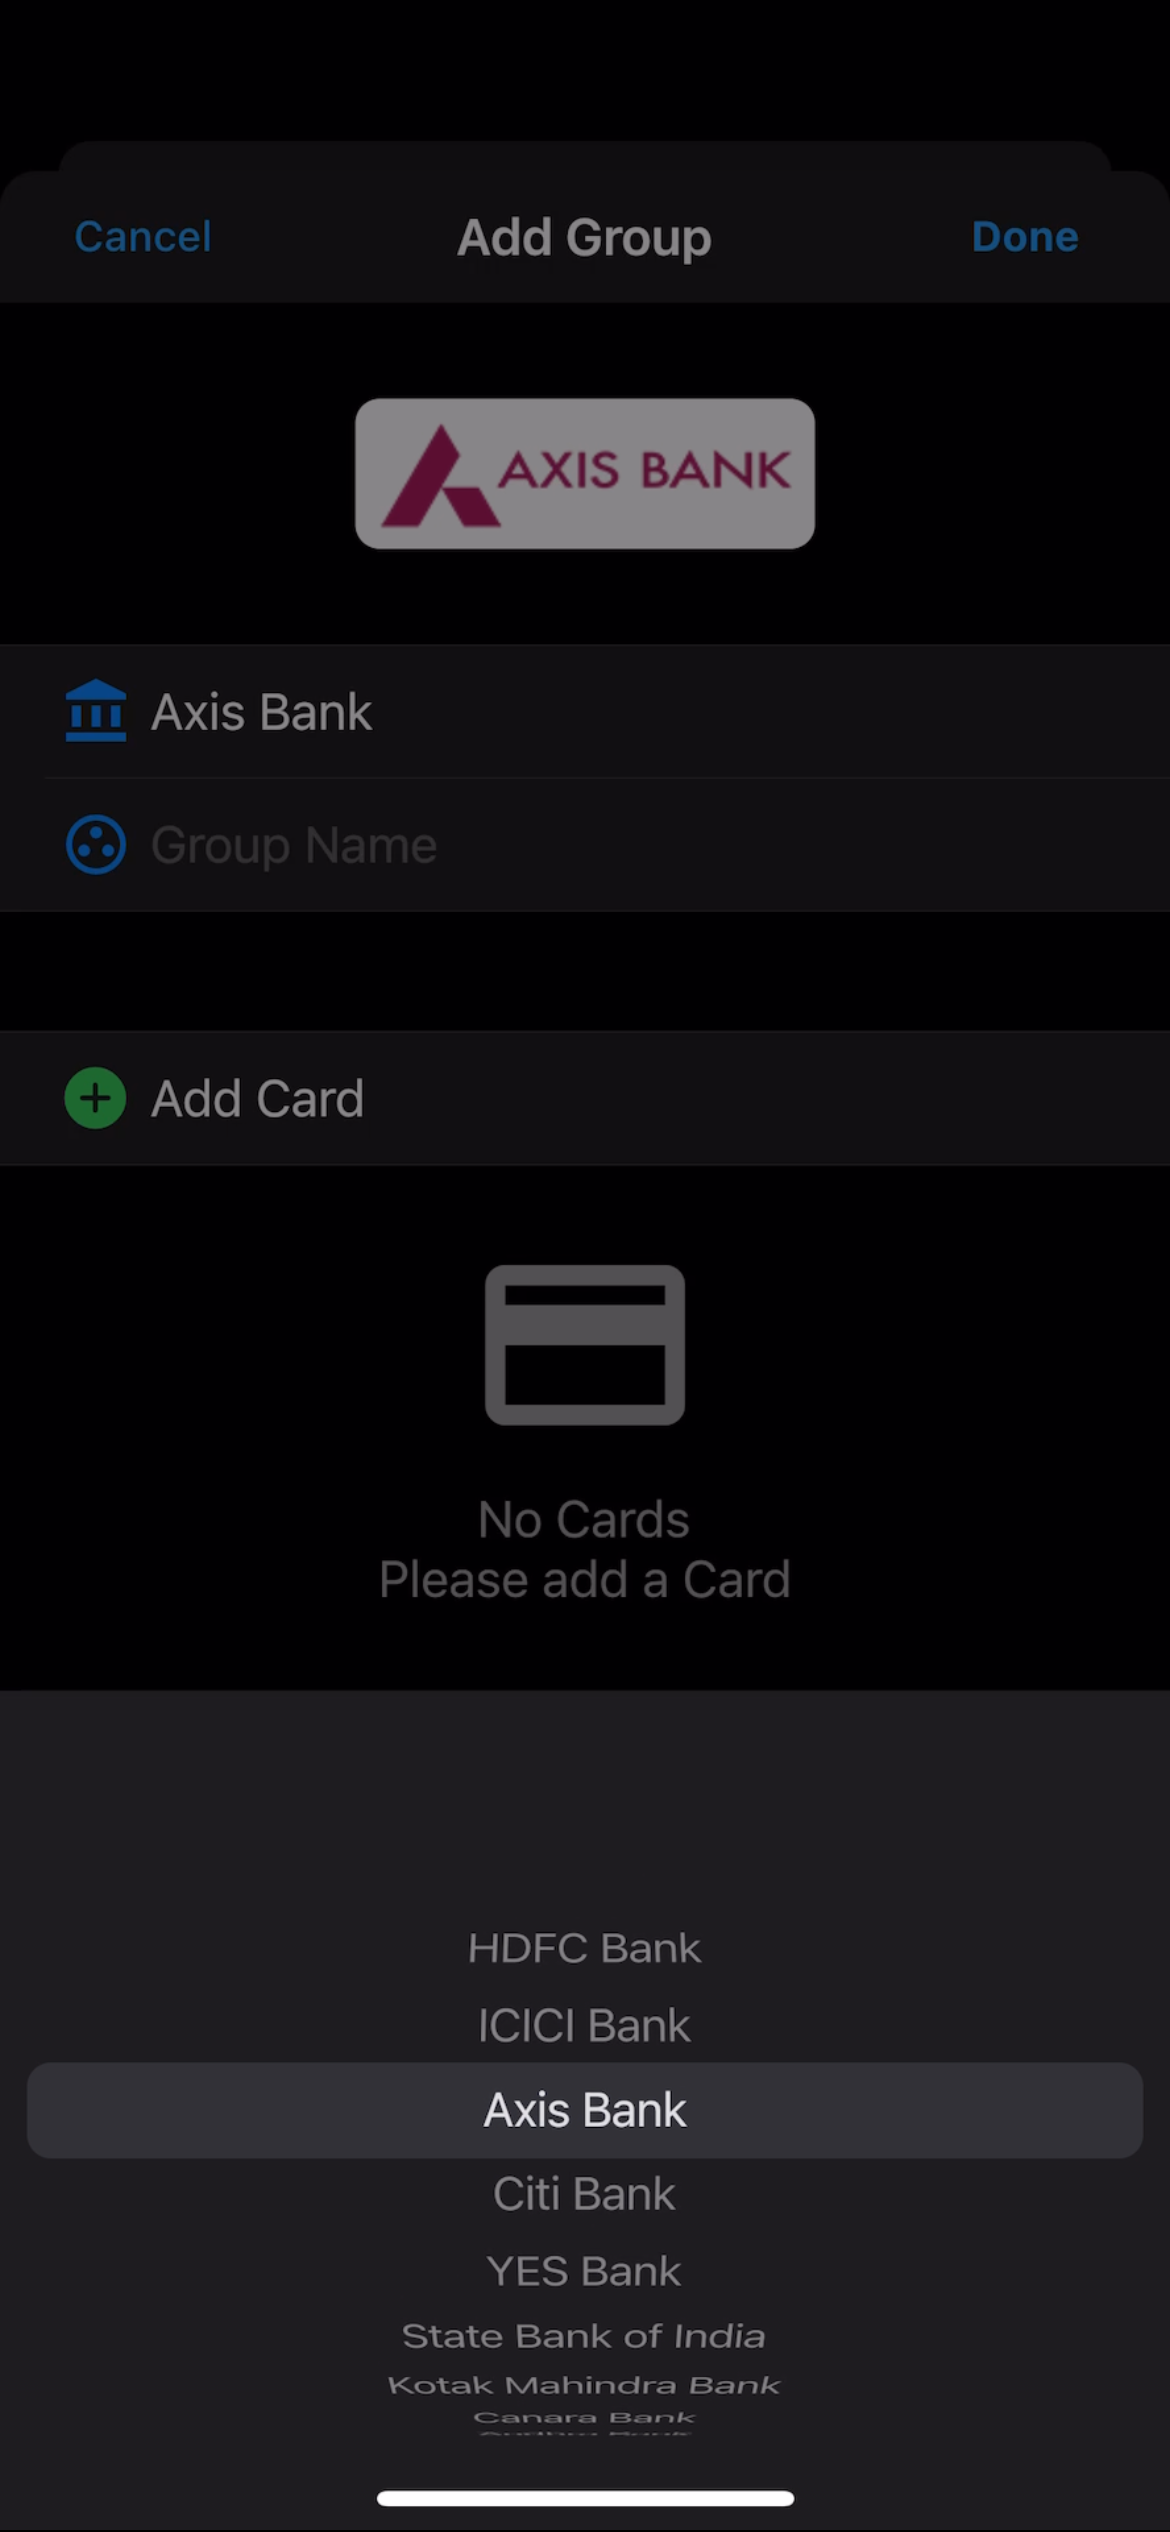 Cancel
Add Group
Done
AXIS BANK
Axis Bank
Group Name
Add Card
No Cards
Please add a Card
HDFC Bank
ICICI Bank
Axis Bank
Citi Bank
YES Bank
State Bank of India
Kotak Mahindra Bank
Canara Bank